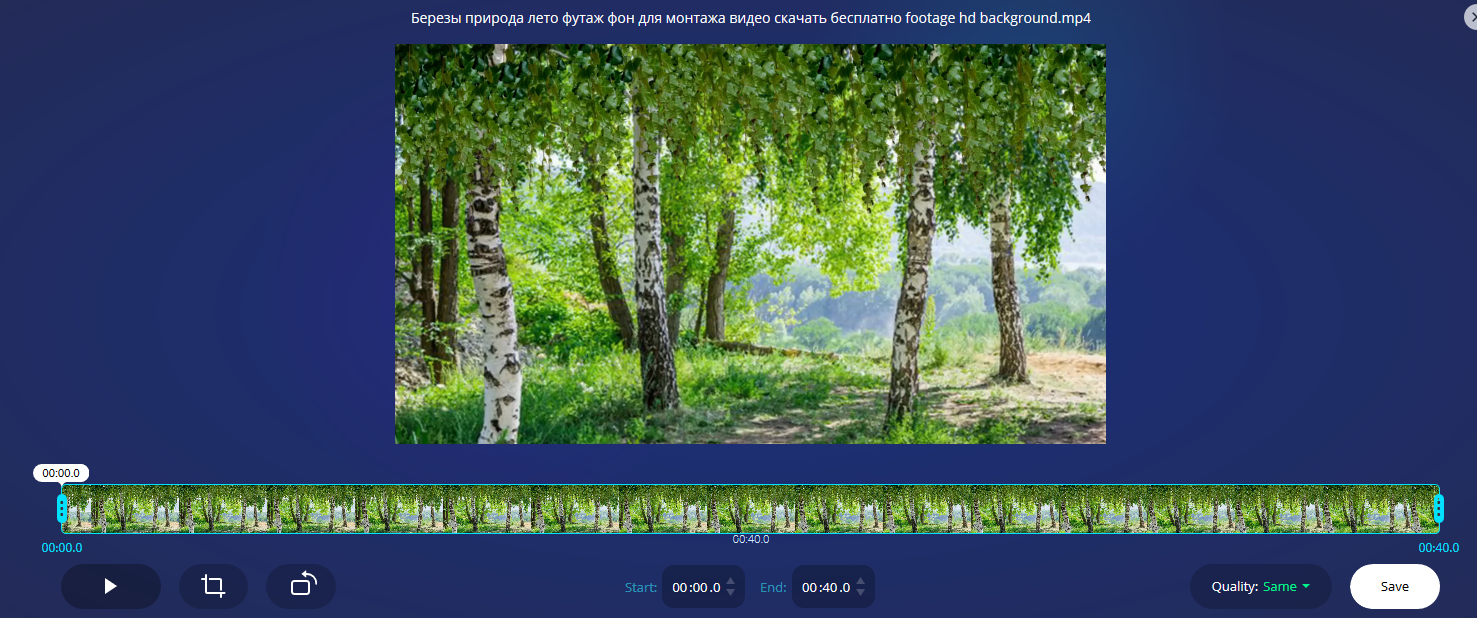 Березы природа лето футаж фон для монтажа видео скачать бесплатно footage hd background.mp4
00:00.0
00:40.0
00:00.0
00:40.0
Start: 00:00.0 End: 00:40.0
Quality: Same
Save